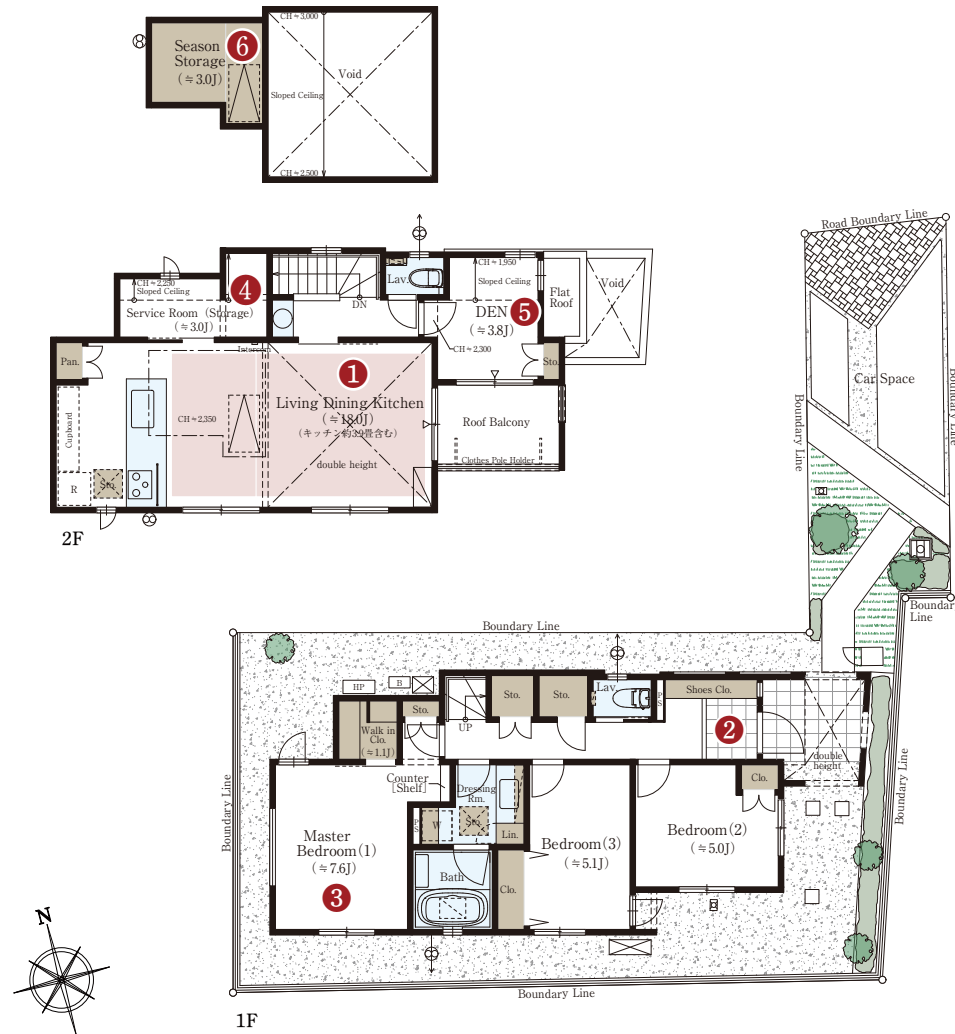 CH≒3,000
Season
Storage
(≒3.0J)
6
Void
Sloped Ceiling
CH≒2,500
Road Boundary Line
CH≒2,250
Sloped Ceiling
4
Service Room (Storage)
(≒3.0J)
DN
Lav.
CH≒1,950
Sloped Ceiling
DEN
(≒3.8J)
5
CH≒2,300
Flat
Roof
Void
Sto.
Pan.
Cupboard
R
Sto.
CH≒2,350
1
Living Dining Kitchen
(≒18.0J)
(キッチン約3.9畳含む)
double height
Roof Balcony
Clothes Pole Holder
2F
Car Space
Boundary Line
Boundary Line
Boundary
Line
Boundary Line
HP
B
Sto.
Walk in
Clo.
(≒1.1J)
UP
Sto.
Sto.
Lav.
PS
Shoes Clo.
2
double
height
Counter
[Shelf]
Dressing
Rm.
PS
W
Sto.
Lin.
Master
Bedroom(1)
(≒7.6J)
3
Bath
Clo.
Bedroom(3)
(≒5.1J)
Bedroom(2)
(≒5.0J)
Clo.
Boundary Line
Boundary Line
Boundary Line
N
1F